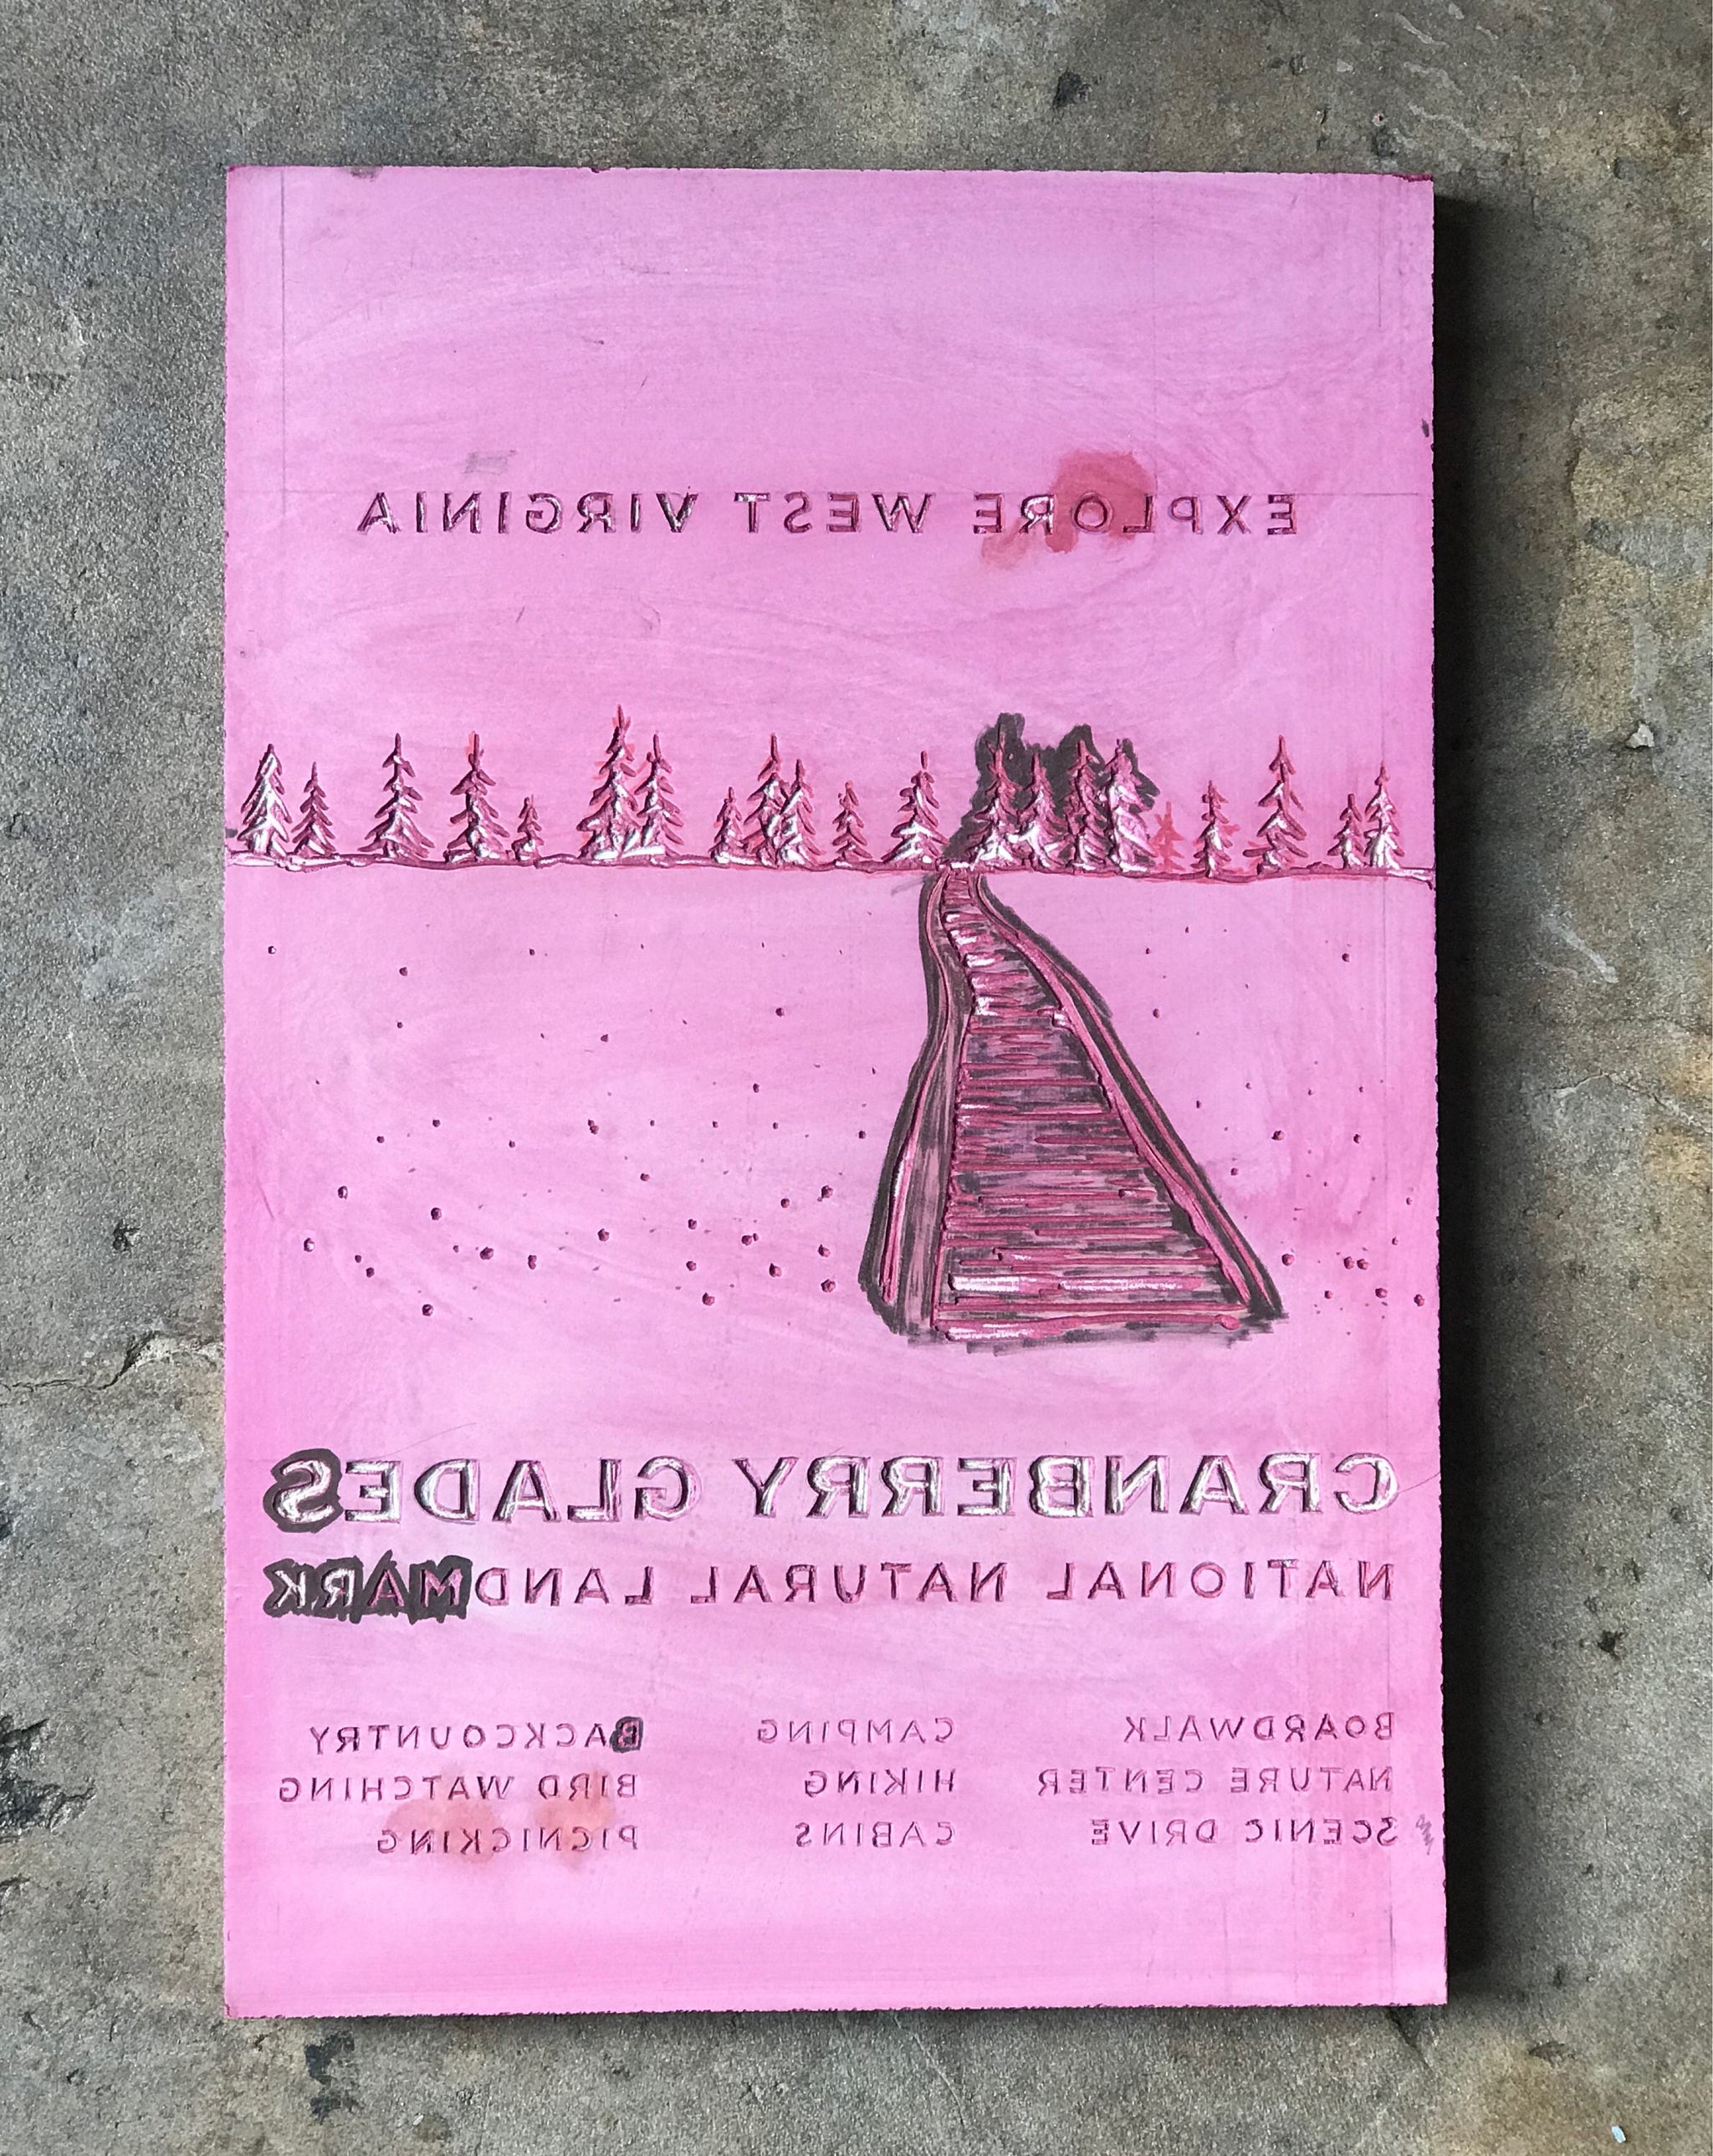 EXPLORE WEST VIRGINIA
CRANBERRY GLADES
NATIONAL NATURAL LANDMARK
BOARDWALK CAMPING BACKCOUNTRY
NATURE CENTER HIKING BIRD WATCHING
SCENIC DRIVE CABINS PICNICKING